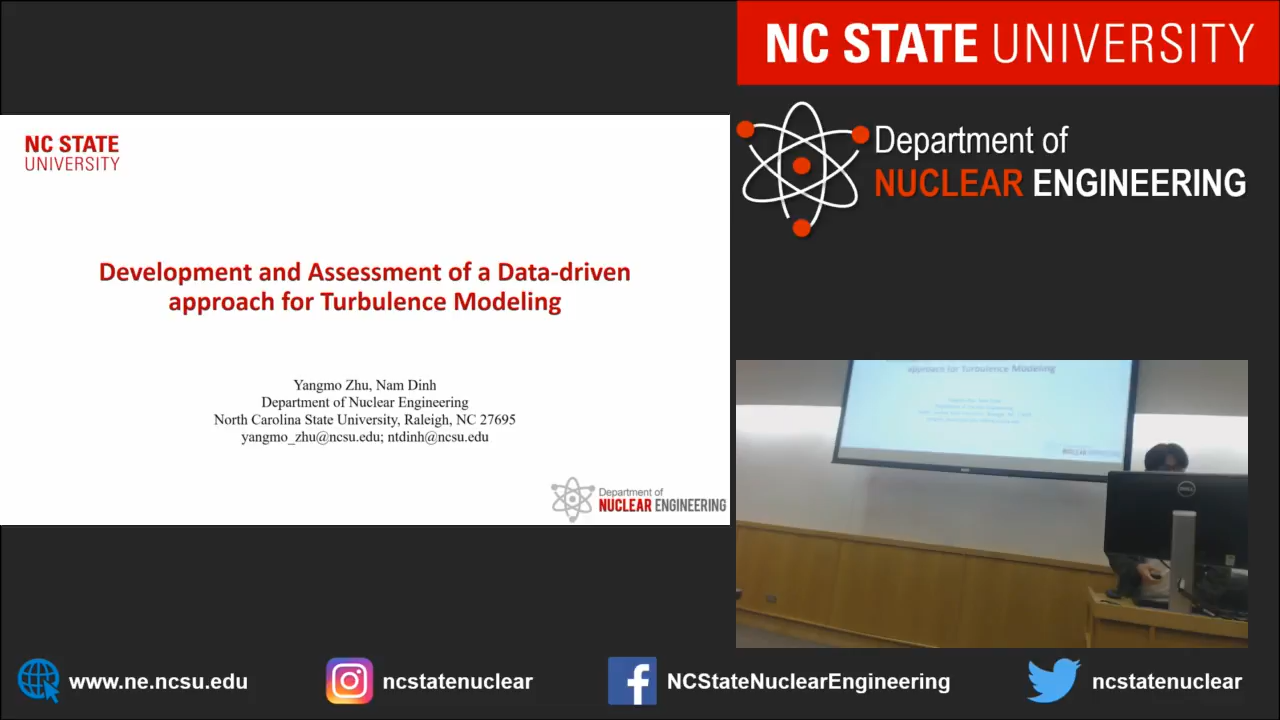 NC STATE UNIVERSITY
Department of
NUCLEAR ENGINEERING
NC STATE
UNIVERSITY
Development and Assessment of a Data-driven
approach for Turbulence Modeling
Yangmo Zhu, Nam Dinh
Department of Nuclear Engineering
North Carolina State University, Raleigh, NC 27695
yangmo_zhu@ncsu.edu; ntdinh@ncsu.edu
Department of
NUCLEAR ENGINEERING
approach for Turbulence Modeling
DELL
www.ne.ncsu.edu
ncstatenuclear
NCStateNuclearEngineering
ncstatenuclear